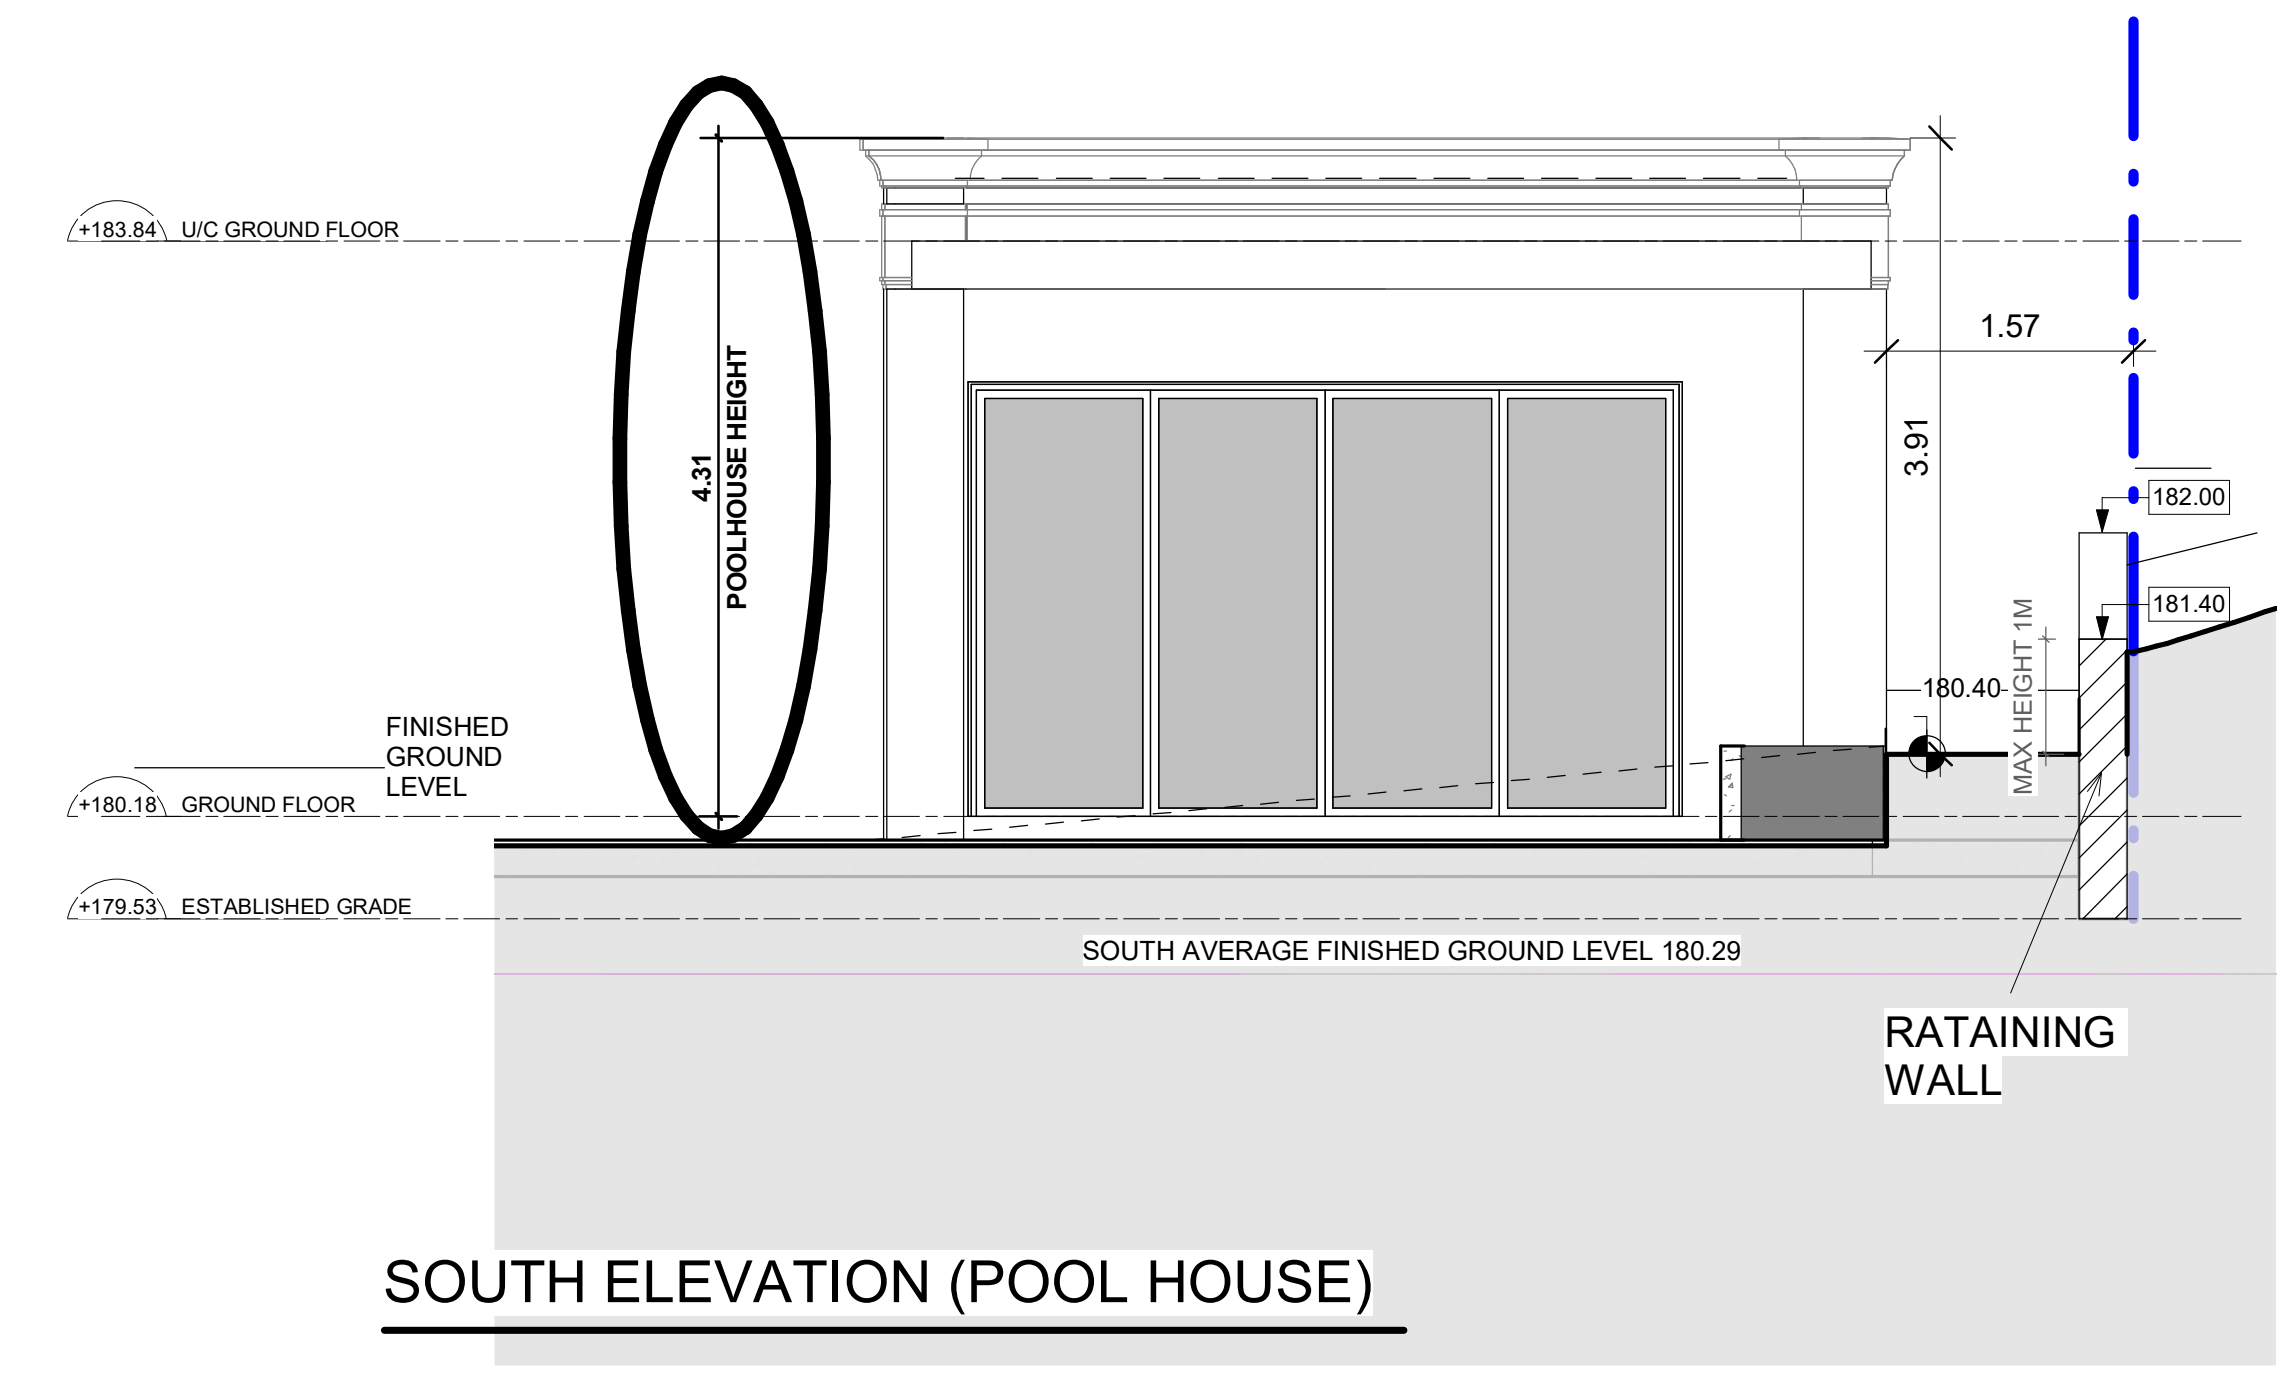 +183.84 U/C GROUND FLOOR
1.57
3.91
4.31
POOLHOUSE HEIGHT
182.00
181.40
MAX HEIGHT 1M
180.40
FINISHED
GROUND
LEVEL
+180.18 GROUND FLOOR
+179.53 ESTABLISHED GRADE
SOUTH AVERAGE FINISHED GROUND LEVEL 180.29
RATAINING
WALL
SOUTH ELEVATION (POOL HOUSE)